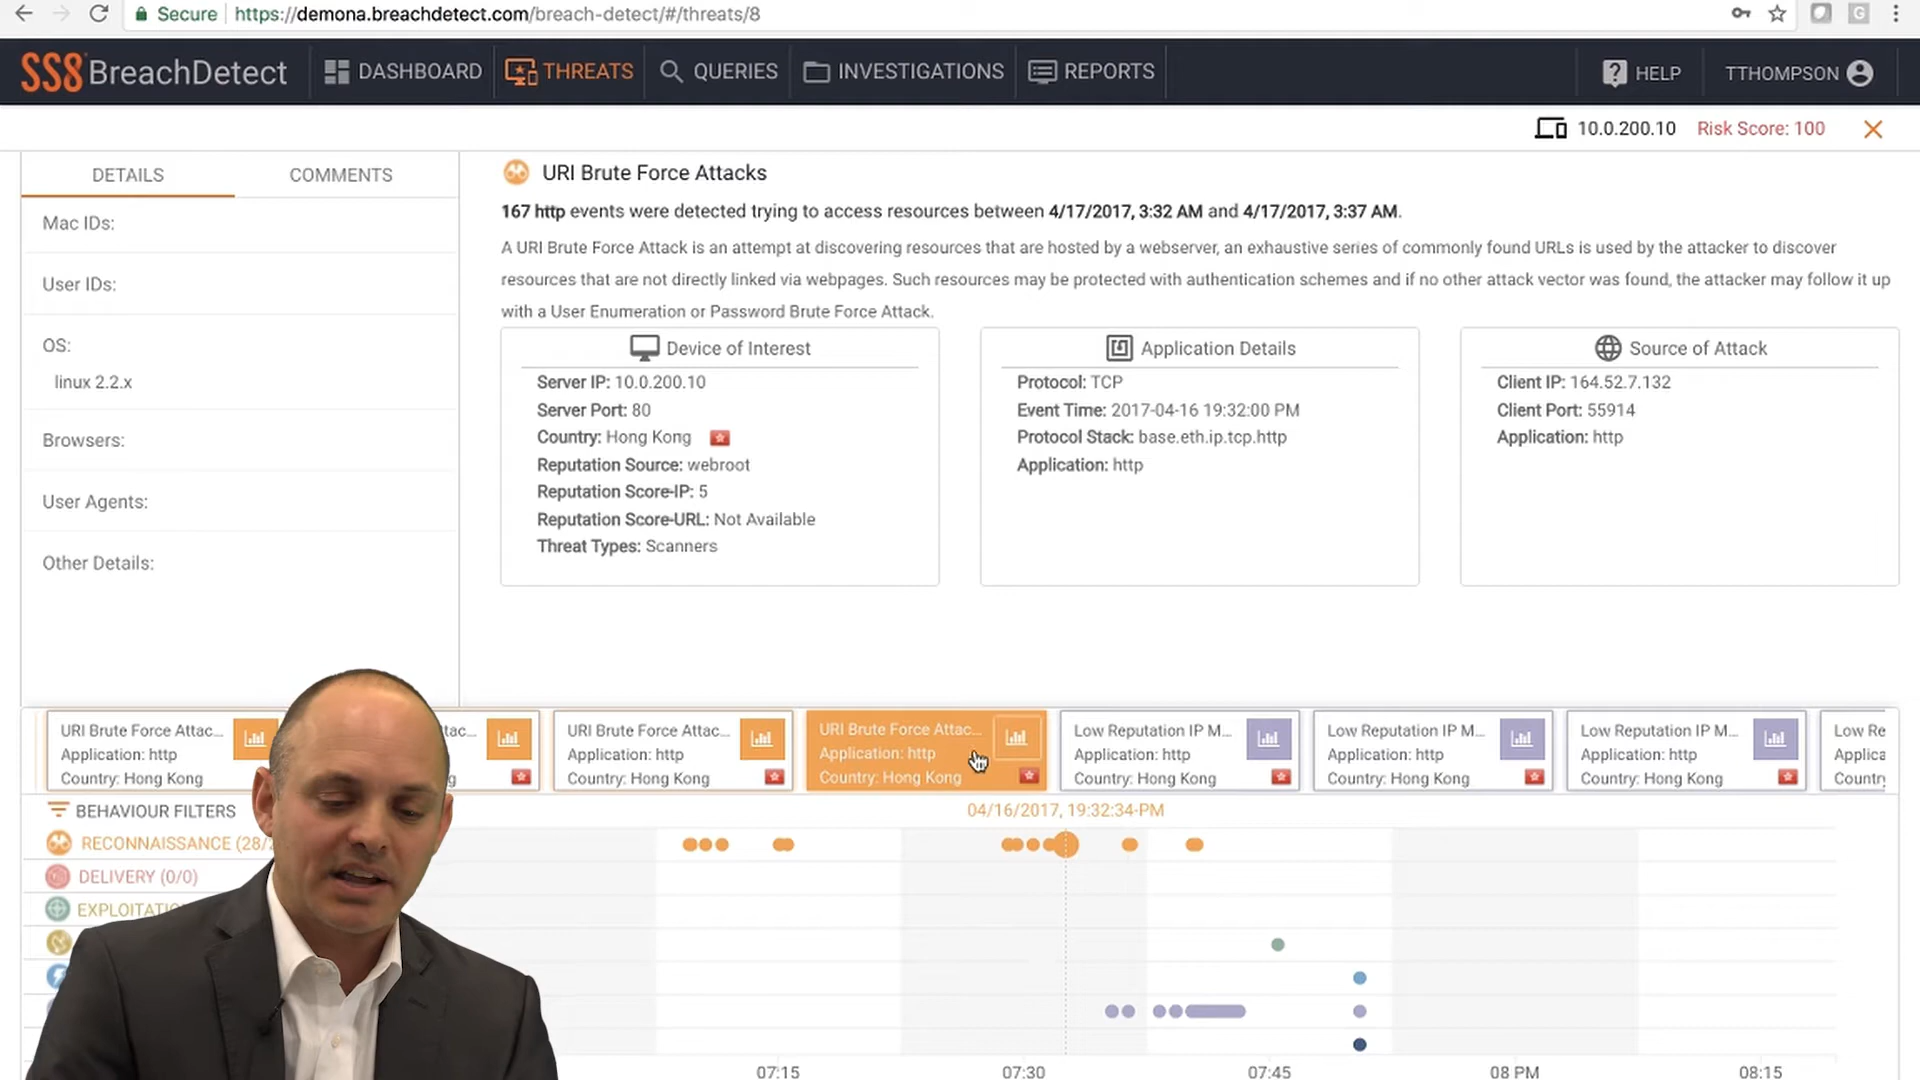 Secure https://demona.breachdetect.com/breach-detect/#/threats/8
SS8 BreachDetect DASHBOARD THREATS QUERIES INVESTIGATIONS REPORTS HELP TTHOMPSON
10.0.200.10 Risk Score: 100
DETAILS COMMENTS
Mac IDs:
User IDs:
OS:
linux 2.2.x
Browsers:
User Agents:
Other Details:
URI Brute Force Attacks
167 http events were detected trying to access resources between 4/17/2017, 3:32 AM and 4/17/2017, 3:37 AM.
A URI Brute Force Attack is an attempt at discovering resources that are hosted by a webserver, an exhaustive series of commonly found URLs is used by the attacker to discover
resources that are not directly linked via webpages. Such resources may be protected with authentication schemes and if no other attack vector was found, the attacker may follow it up
with a User Enumeration or Password Brute Force Attack.
Device of Interest
Server IP: 10.0.200.10
Server Port: 80
Country: Hong Kong
Reputation Source: webroot
Reputation Score-IP: 5
Reputation Score-URL: Not Available
Threat Types: Scanners
Application Details
Protocol: TCP
Event Time: 2017-04-16 19:32:00 PM
Protocol Stack: base.eth.ip.tcp.http
Application: http
Source of Attack
Client IP: 164.52.7.132
Client Port: 55914
Application: http
URI Brute Force Attac...
Application: http
Country: Hong Kong
tac...
URI Brute Force Attac...
Application: http
Country: Hong Kong
URI Brute Force Attac...
Application: http
Country: Hong Kong
Low Reputation IP M...
Application: http
Country: Hong Kong
Low Reputation IP M...
Application: http
Country: Hong Kong
Low Reputation IP M...
Application: http
Country: Hong Kong
Low Re
Applica
Countr
BEHAVIOUR FILTERS
04/16/2017, 19:32:34-PM
RECONNAISSANCE (28/
DELIVERY (0/0)
EXPLOITATI
07:15 07:30 07:45 08 PM 08:15